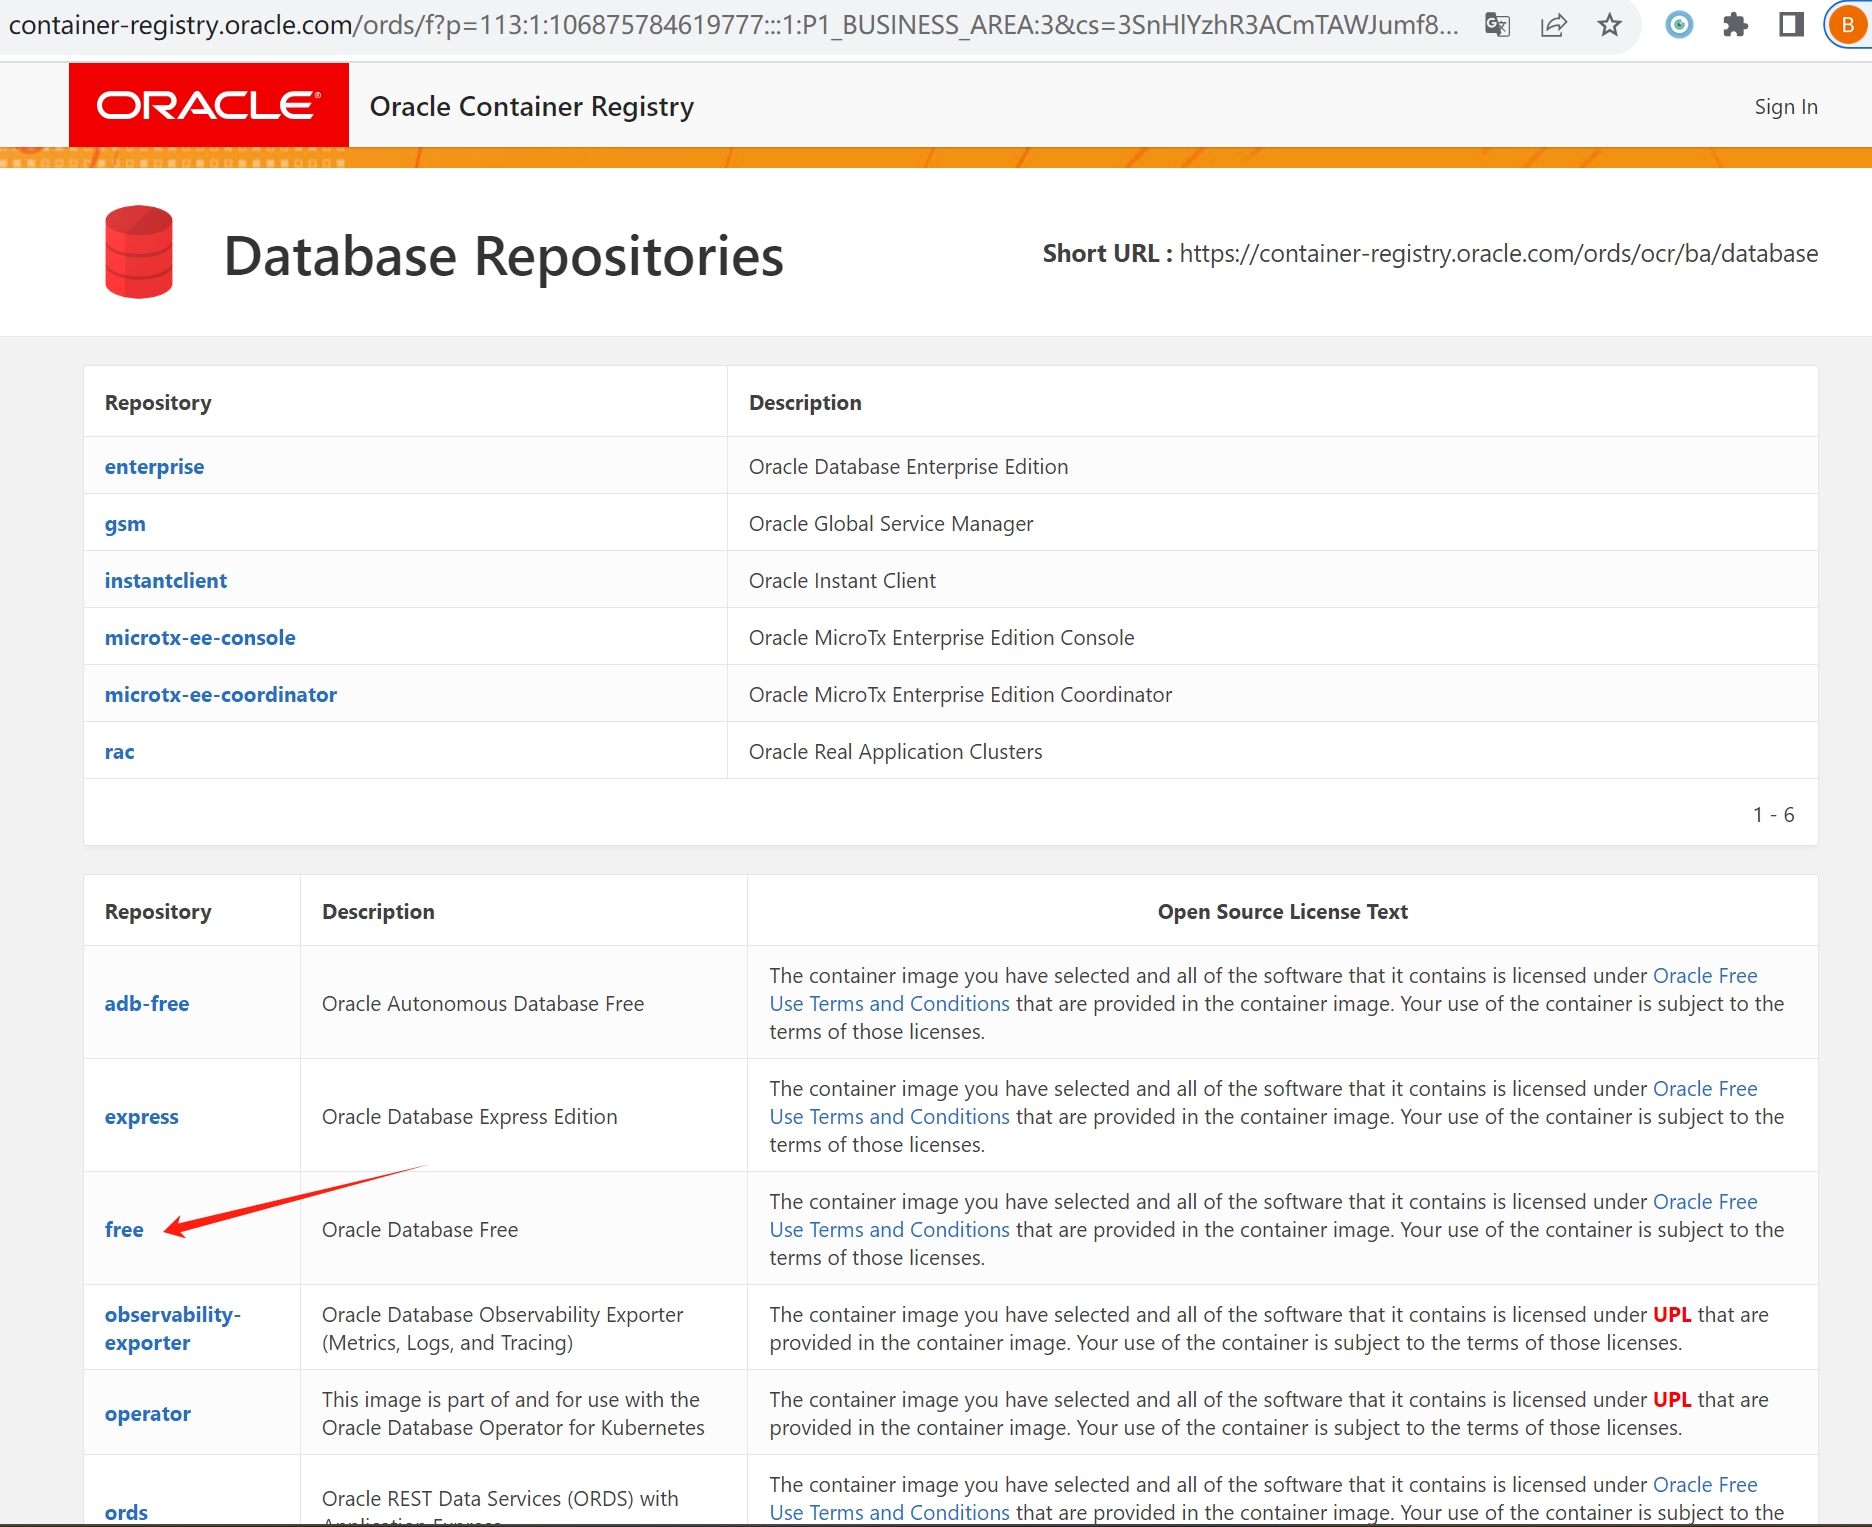 container-registry.oracle.com/ords/f?p=113:1:106875784619777:::1:P1_BUSINESS_AREA:3&cs=3SnHlYzhR3ACmTAWJumf8...
B
ORACLE®
Oracle Container Registry
Sign In
Database Repositories
Short URL : https://container-registry.oracle.com/ords/ocr/ba/database
Repository Description
enterprise Oracle Database Enterprise Edition
gsm Oracle Global Service Manager
instantclient Oracle Instant Client
microtx-ee-console Oracle MicroTx Enterprise Edition Console
microtx-ee-coordinator Oracle MicroTx Enterprise Edition Coordinator
rac Oracle Real Application Clusters
1 - 6
Repository Description Open Source License Text
adb-free
Oracle Autonomous Database Free
The container image you have selected and all of the software that it contains is licensed under Oracle Free
Use Terms and Conditions that are provided in the container image. Your use of the container is subject to the
terms of those licenses.
express
Oracle Database Express Edition
The container image you have selected and all of the software that it contains is licensed under Oracle Free
Use Terms and Conditions that are provided in the container image. Your use of the container is subject to the
terms of those licenses.
free
Oracle Database Free
The container image you have selected and all of the software that it contains is licensed under Oracle Free
Use Terms and Conditions that are provided in the container image. Your use of the container is subject to the
terms of those licenses.
observability-
exporter
Oracle Database Observability Exporter
(Metrics, Logs, and Tracing)
The container image you have selected and all of the software that it contains is licensed under UPL that are
provided in the container image. Your use of the container is subject to the terms of those licenses.
operator
This image is part of and for use with the
Oracle Database Operator for Kubernetes
The container image you have selected and all of the software that it contains is licensed under UPL that are
provided in the container image. Your use of the container is subject to the terms of those licenses.
ords
Oracle REST Data Services (ORDS) with
Application Express
The container image you have selected and all of the software that it contains is licensed under Oracle Free
Use Terms and Conditions that are provided in the container image. Your use of the container is subject to the